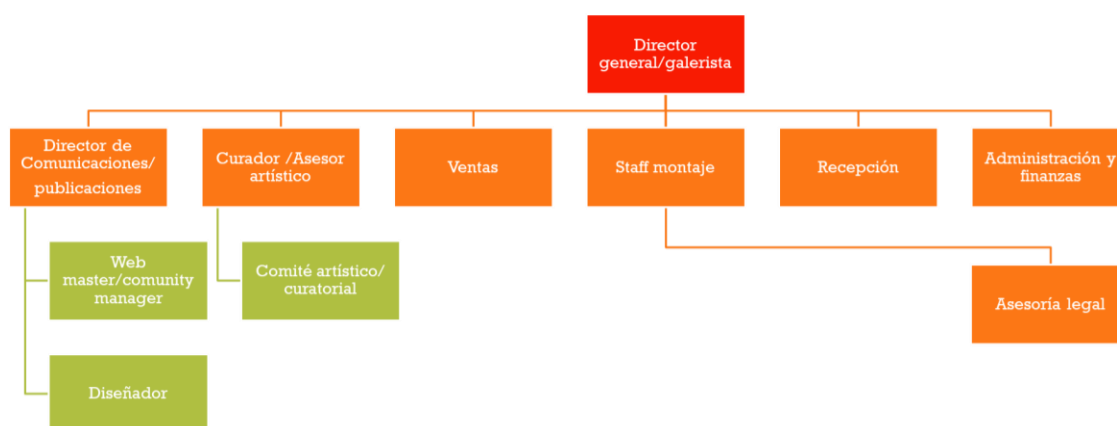 Director
general/galerista
Director de
Comunicaciones/
publicaciones
Curador /Asesor
artístico
Ventas
Staff montaje
Recepción
Administración y
finanzas
Web
master/comunity
manager
Comité artístico/
curatorial
Asesoría legal
Diseñador